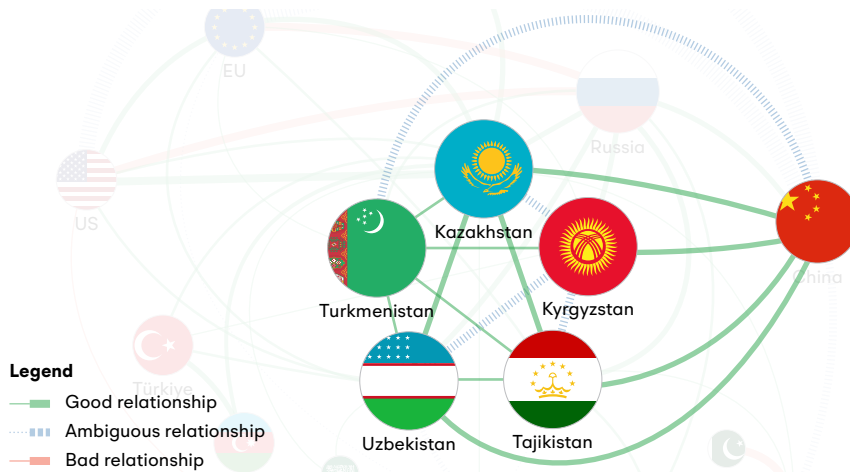 EU
Russia
US
Kazakhstan
China
Turkmenistan
Kyrgyzstan
Legend
Türkiye
Good relationship
Ambiguous relationship
Uzbekistan
Tajikistan
Bad relationship